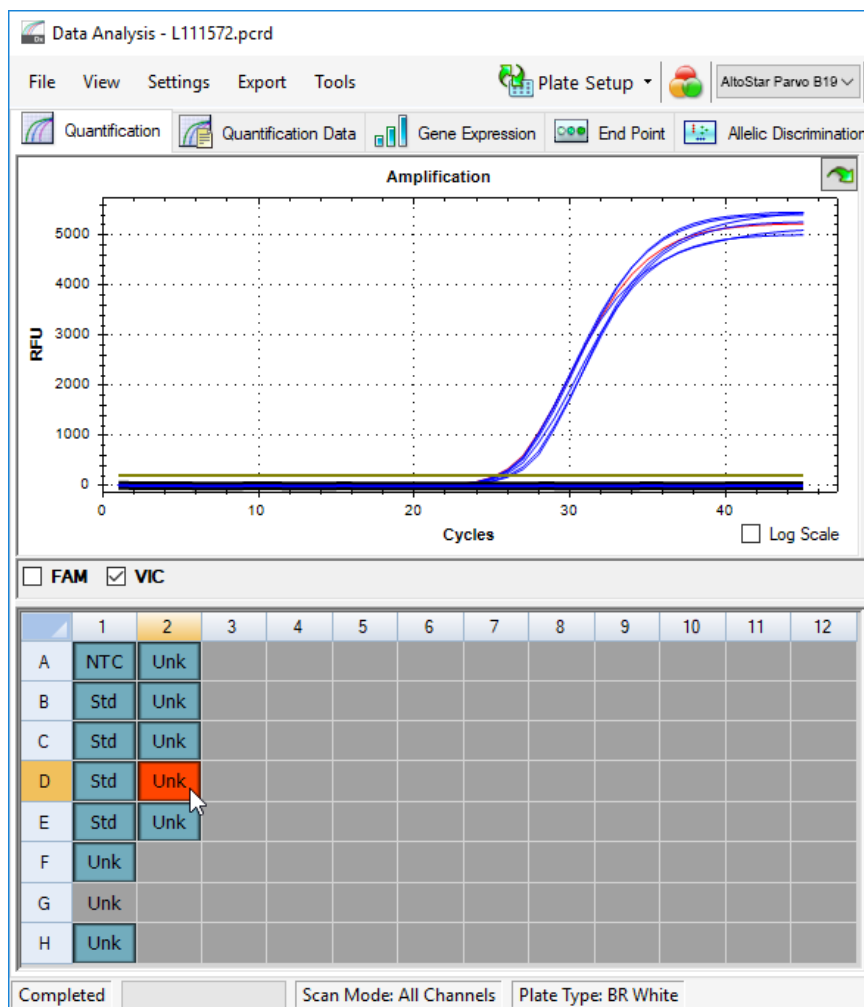 Data Analysis - L111572.pcrd
File View Settings Export Tools Plate Setup AltoStar Parvo B19
Quantification Quantification Data Gene Expression End Point Allelic Discrimination
Amplification
RFU
5000
4000
3000
2000
1000
0
0 10 20 30 40
Cycles
Log Scale
FAM VIC
1 2 3 4 5 6 7 8 9 10 11 12
A NTC Unk
B Std Unk
C Std Unk
D Std Unk
E Std Unk
F Unk
G Unk
H Unk
Completed Scan Mode: All Channels Plate Type: BR White